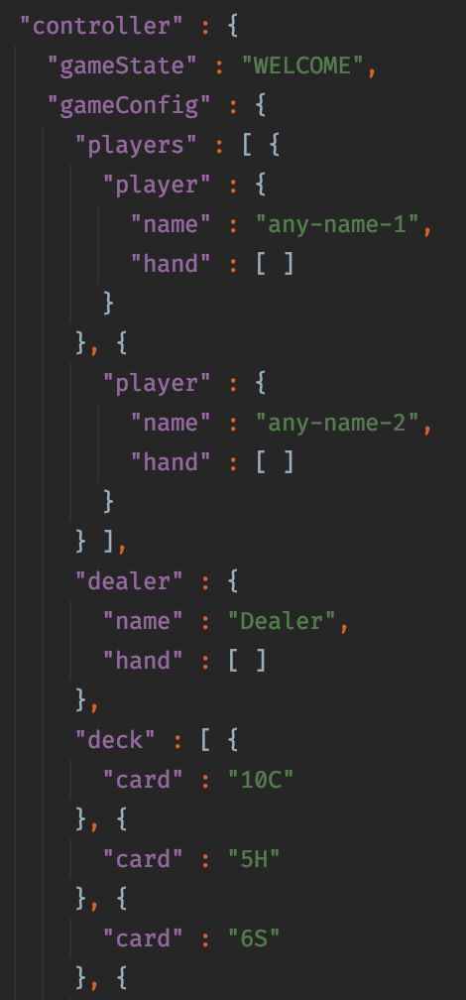 "controller" : {
"gameState" : "WELCOME",
"gameConfig" : {
"players" : [ {
"player" : {
"name" : "any-name-1",
"hand" : [ ]
}
}, {
"player" : {
"name" : "any-name-2",
"hand" : [ ]
}
} ],
"dealer" : {
"name" : "Dealer",
"hand" : [ ]
},
"deck" : [ {
"card" : "10C"
}, {
"card" : "5H"
}, {
"card" : "6S"
}, {